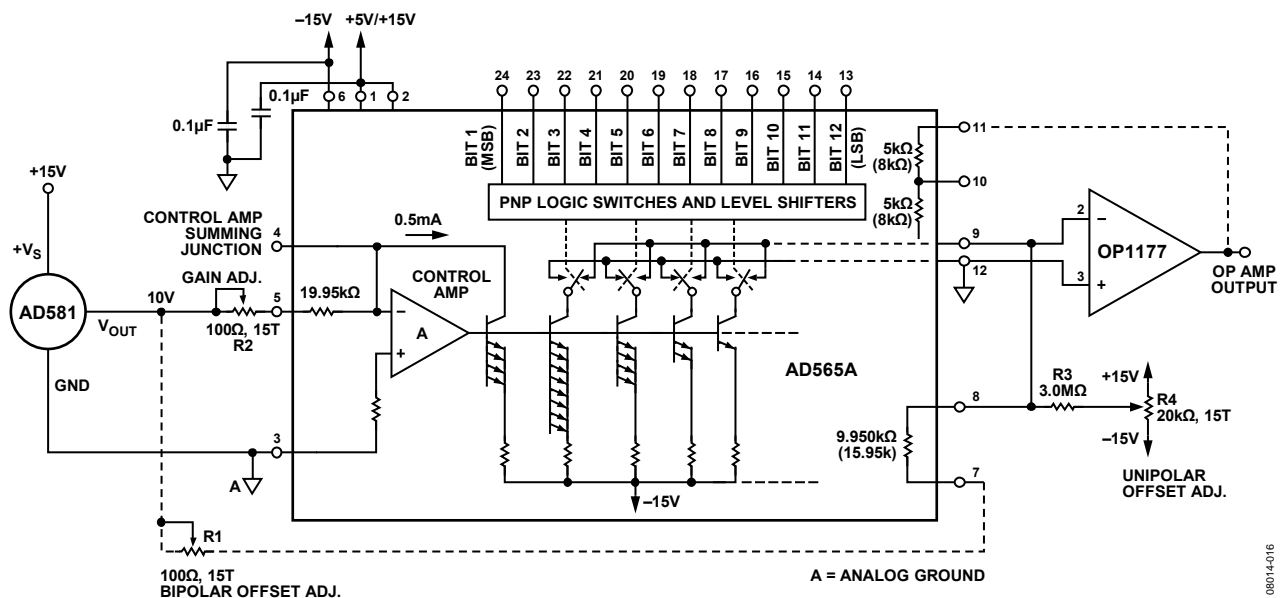 –15V +5V/+15V
0.1µF
0.1µF
6 1 2
24 23 22 21 20 19 18 17 16 15 14 13
BIT 1
(MSB)
BIT 2
BIT 3
BIT 4
BIT 5
BIT 6
BIT 7
BIT 8
BIT 9
BIT 10
BIT 11
BIT 12
(LSB)
PNP LOGIC SWITCHES AND LEVEL SHIFTERS
5kΩ
(8kΩ)
5kΩ
(8kΩ)
11
10
9
12
+15V
+VS
AD581
VOUT
GND
10V
CONTROL AMP
SUMMING
JUNCTION
4
0.5mA
GAIN ADJ.
100Ω, 15T
R2
5
19.95kΩ
CONTROL
AMP
–
A
+
3
A
AD565A
–15V
2
–
OP1177
3
+
OP AMP
OUTPUT
8
9.950kΩ
(15.95k)
7
R3
3.0MΩ
+15V
R4
20kΩ, 15T
–15V
UNIPOLAR
OFFSET ADJ.
R1
100Ω, 15T
BIPOLAR OFFSET ADJ.
A = ANALOG GROUND
08014-016